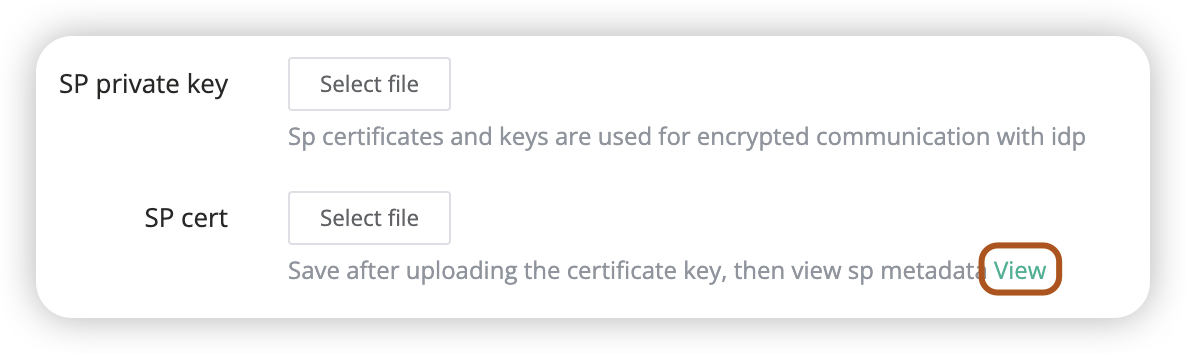 SP private key
Select file
Sp certificates and keys are used for encrypted communication with idp
SP cert
Select file
Save after uploading the certificate key, then view sp metadata View